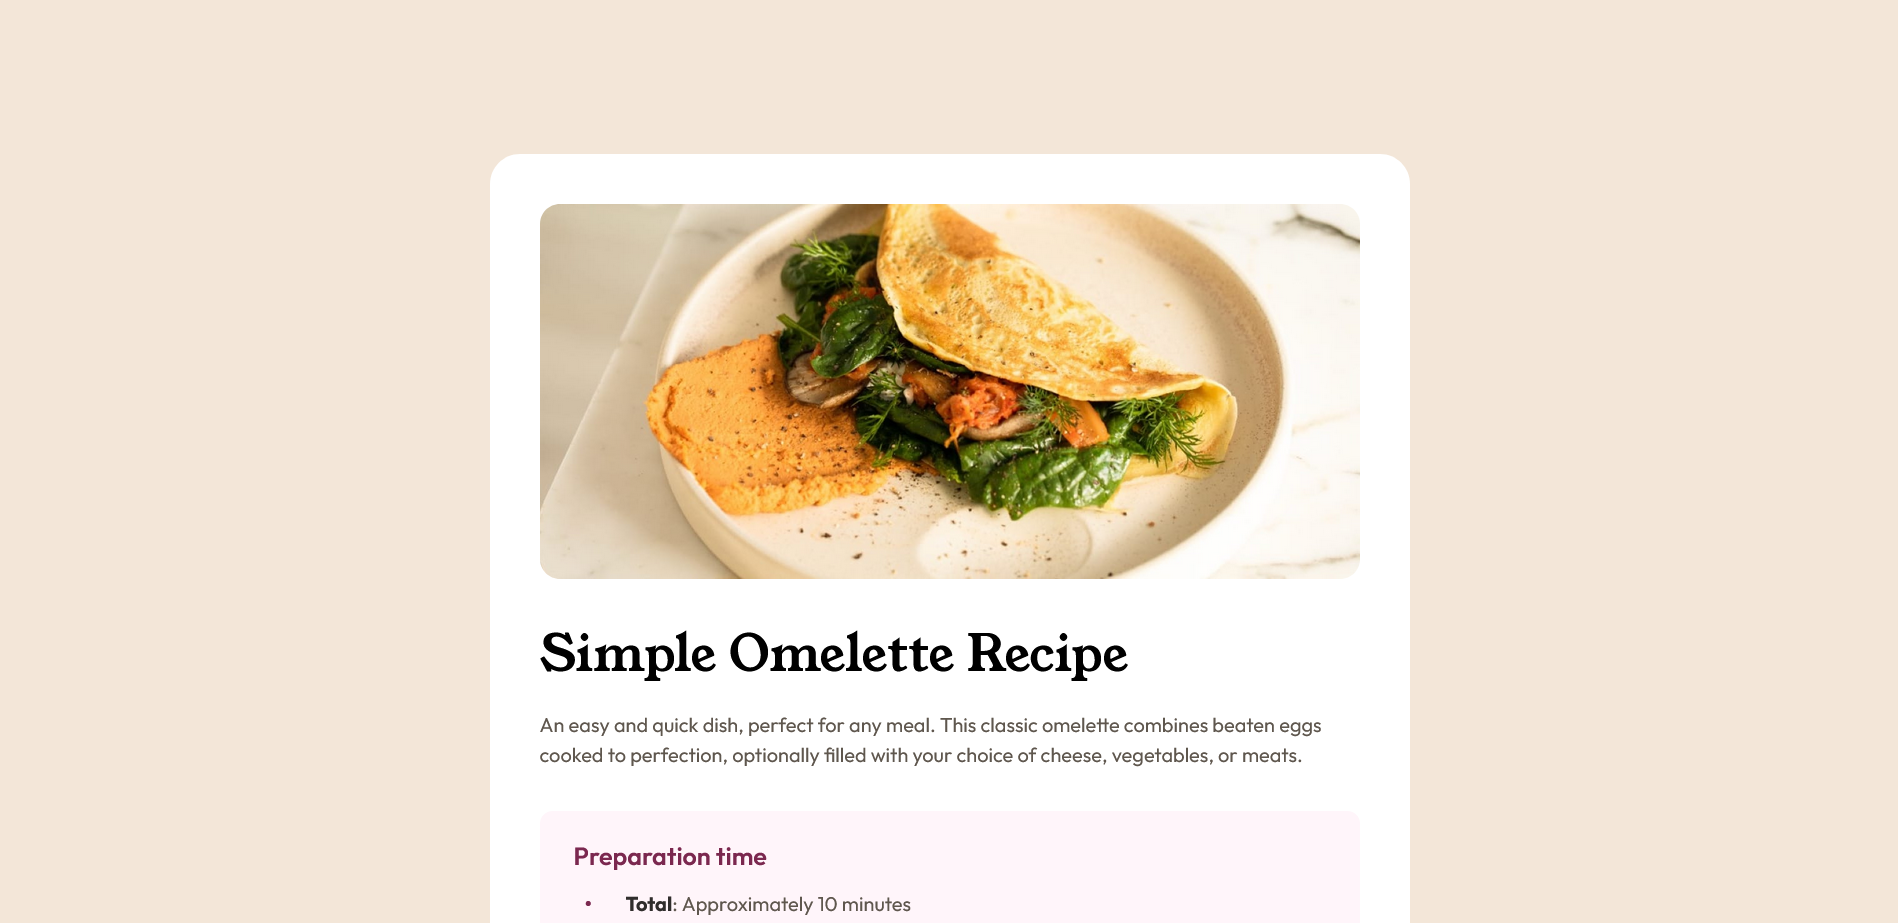 Simple Omelette Recipe
An easy and quick dish, perfect for any meal. This classic omelette combines beaten eggs
cooked to perfection, optionally filled with your choice of cheese, vegetables, or meats.
Preparation time
• Total: Approximately 10 minutes